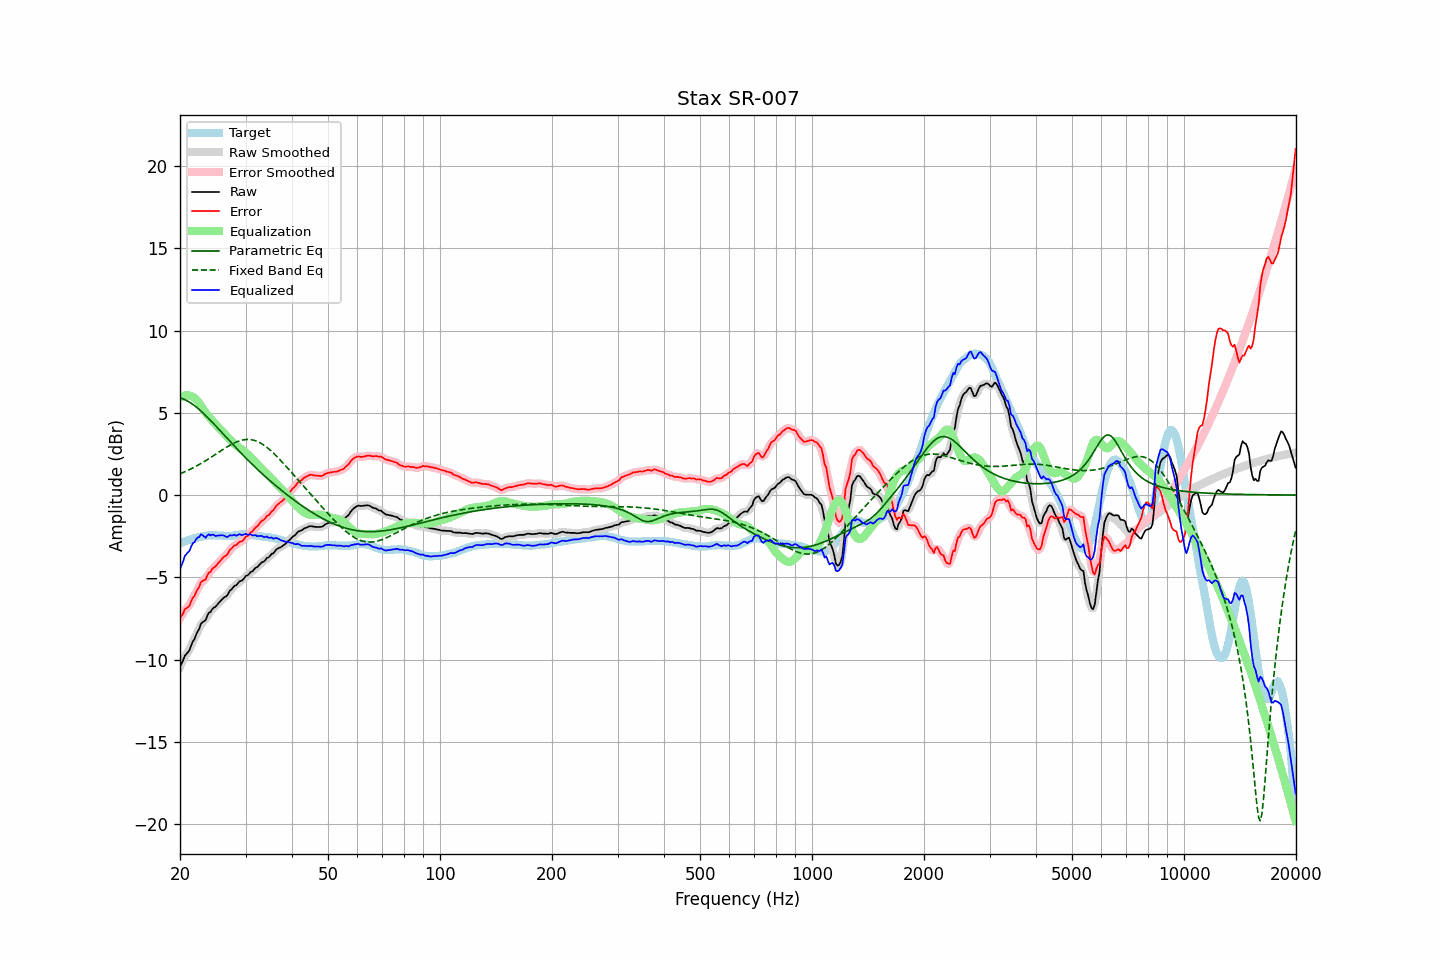 Stax SR-007
Target
Raw Smoothed
Error Smoothed
Raw
Error
Equalization
Parametric Eq
Fixed Band Eq
Equalized
Amplitude (dBr)
20
15
10
5
0
−5
−10
−15
−20
20 50 100 200 500 1000 2000 5000 10000 20000
Frequency (Hz)